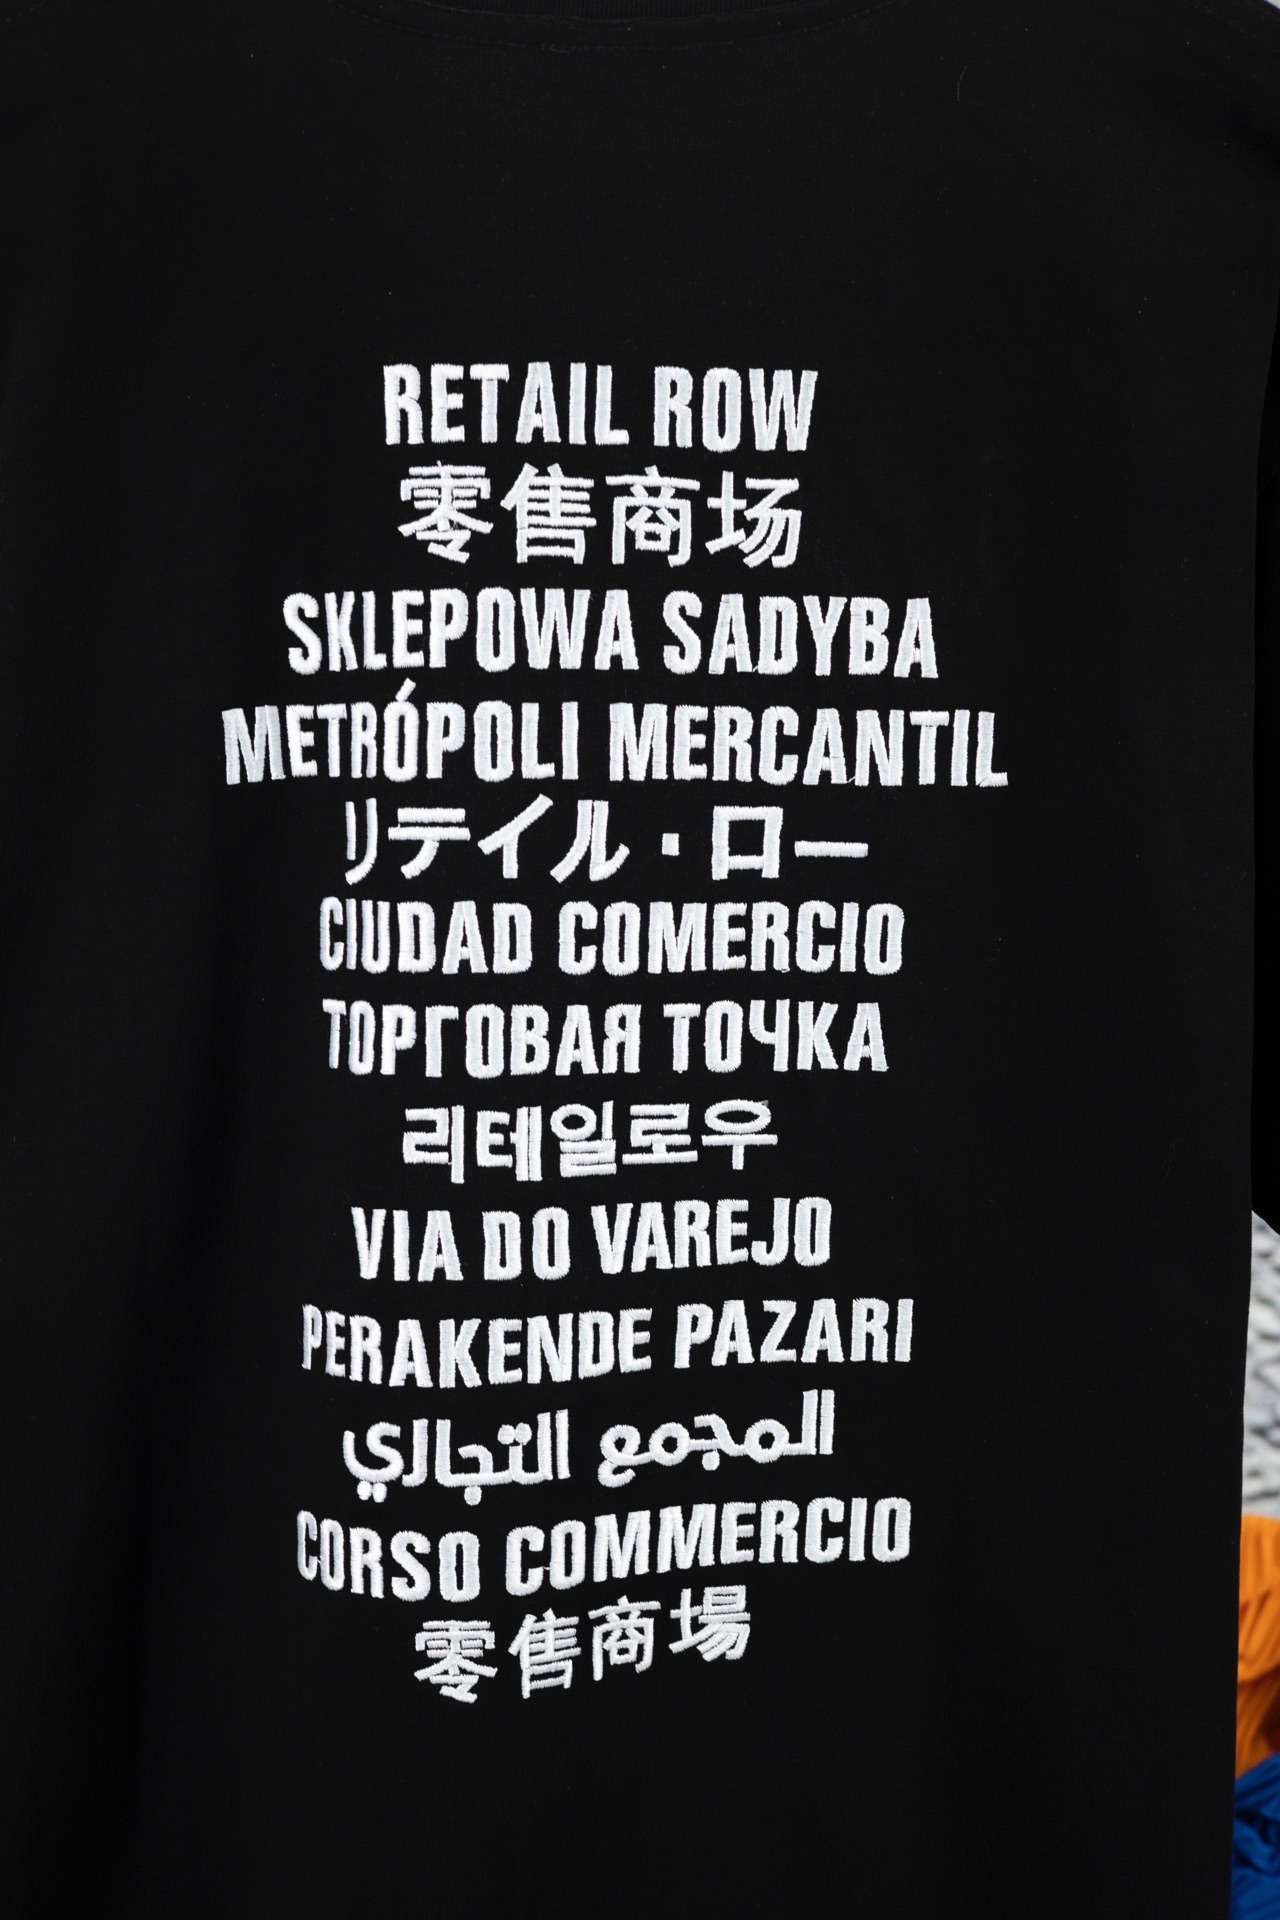 RETAIL ROW
零售商场
SKLEPOWA SADYBA
METRÓPOLI MERCANTIL
リテイル・ロー
CIUDAD COMERCIO
ТОРГОВАЯ ТОЧКА
리테일로우
VIA DO VAREJO
PERAKENDE PAZARI
المجمع التجاري
CORSO COMMERCIO
零售商場